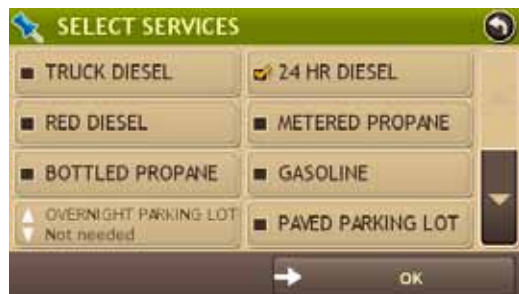 SELECT SERVICES
TRUCK DIESEL
24 HR DIESEL
RED DIESEL
METERED PROPANE
BOTTLED PROPANE
GASOLINE
OVERNIGHT PARKING LOT
Not needed
PAVED PARKING LOT
OK